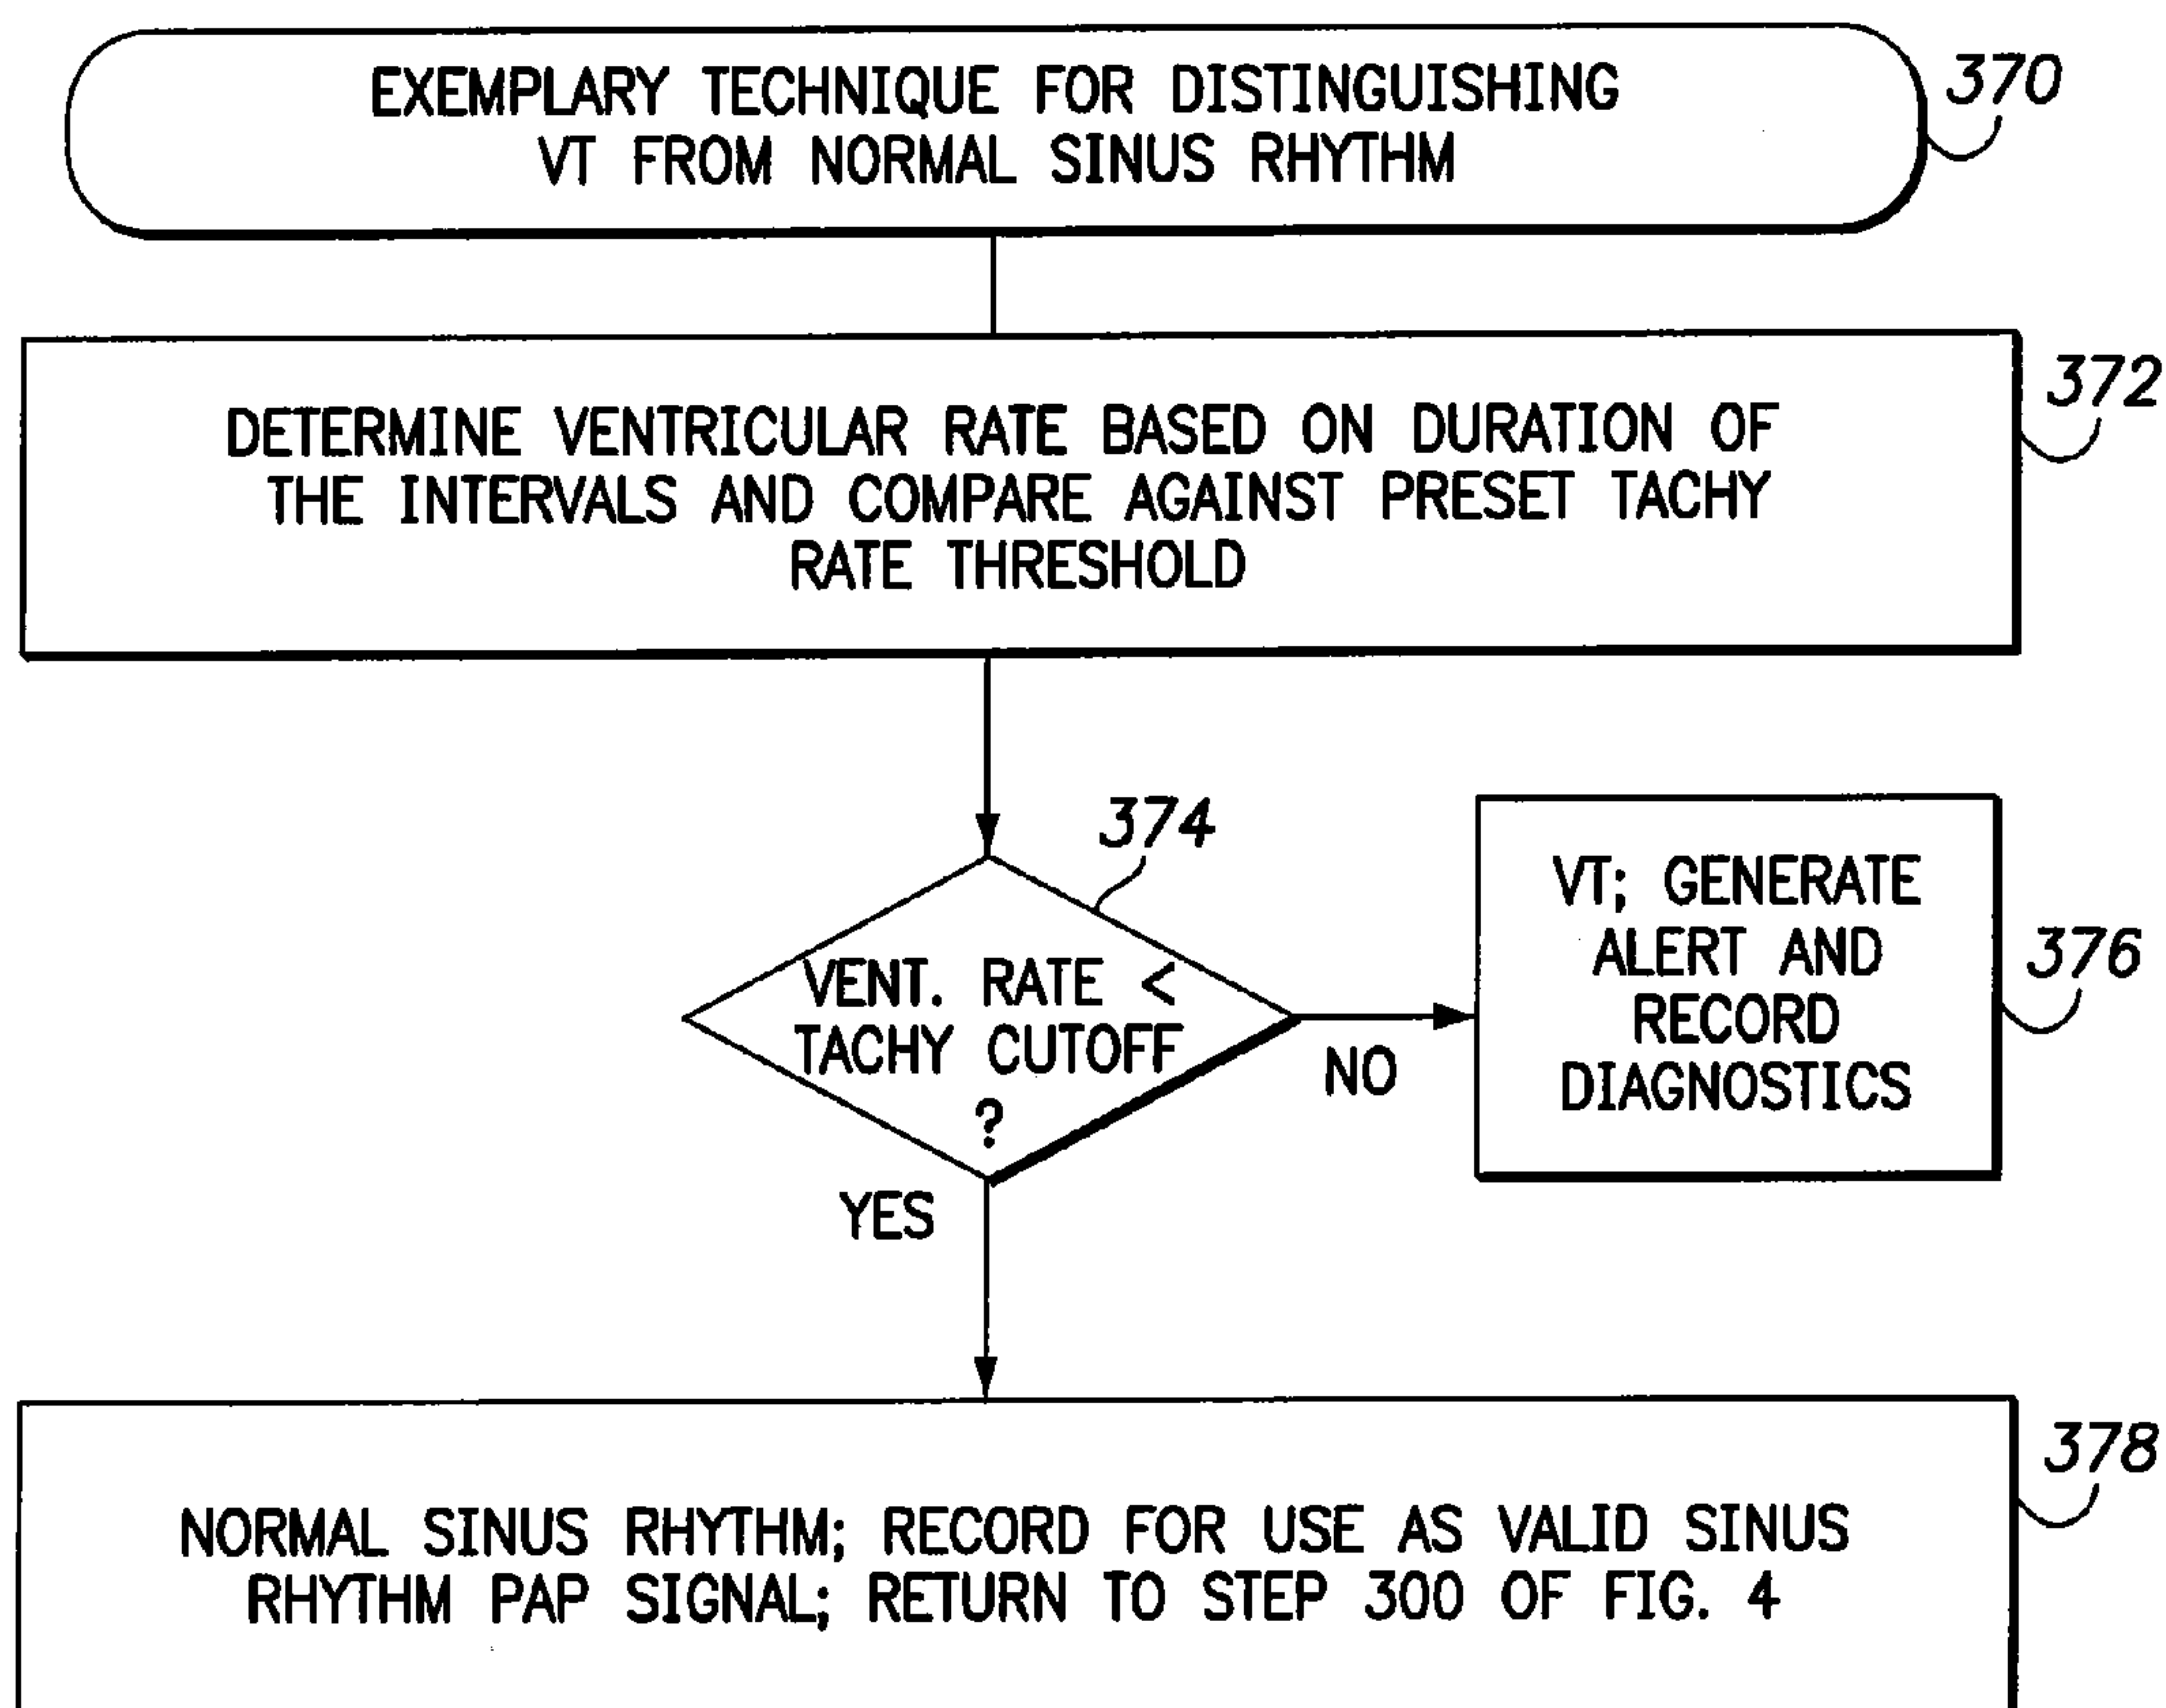 EXEMPLARY TECHNIQUE FOR DISTINGUISHING
VT FROM NORMAL SINUS RHYTHM
370
372
DETERMINE VENTRICULAR RATE BASED ON DURATION OF
THE INTERVALS AND COMPARE AGAINST PRESET TACHY
RATE THRESHOLD
374
VENT. RATE <
TACHY CUTOFF
?
NO
YES
VT; GENERATE
ALERT AND
RECORD
DIAGNOSTICS
376
378
NORMAL SINUS RHYTHM; RECORD FOR USE AS VALID SINUS
RHYTHM PAP SIGNAL; RETURN TO STEP 300 OF FIG. 4